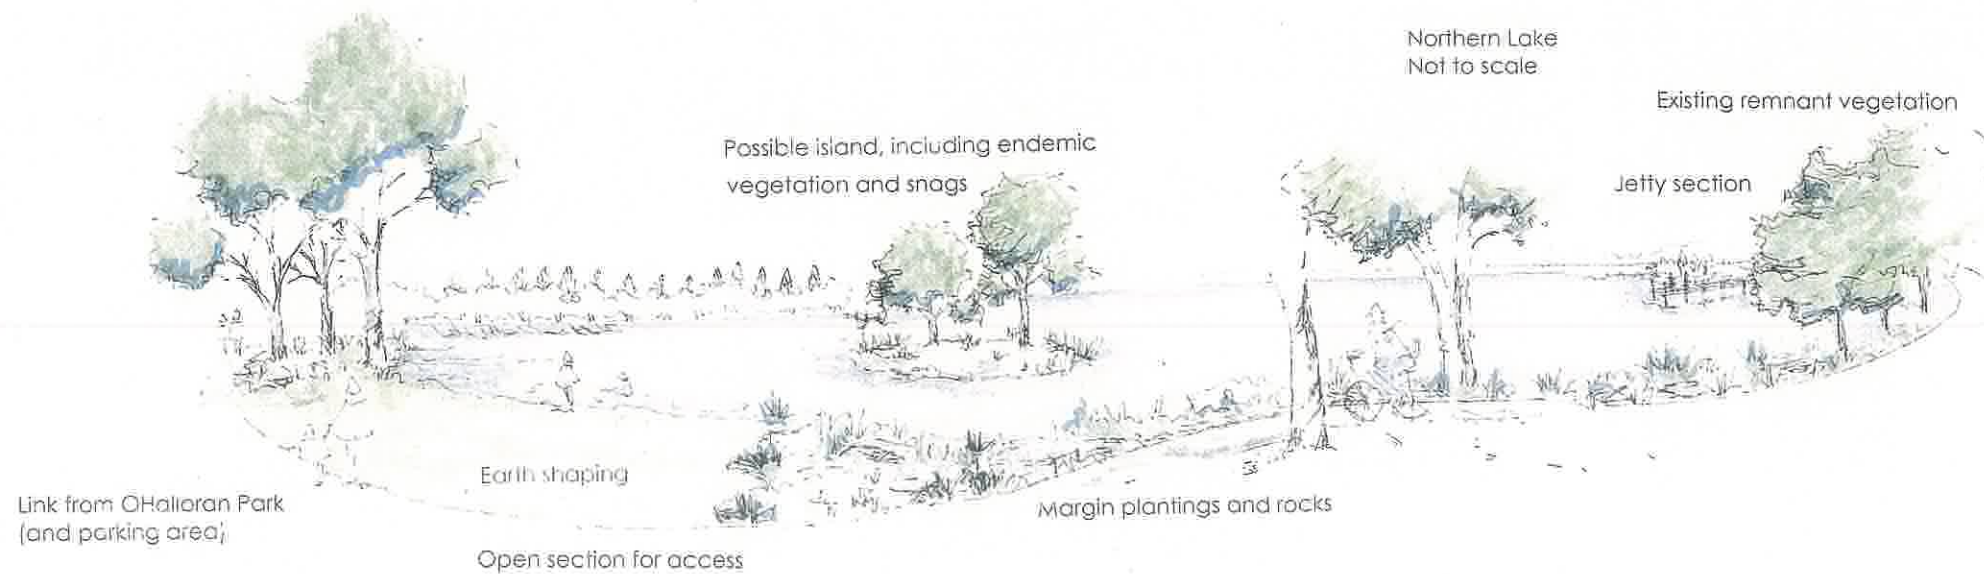 Northern Lake
Not to scale
Existing remnant vegetation
Possible island, including endemic
vegetation and snags
Jetty section
Earth shaping
Link from OHalloran Park
(and parking area)
Margin plantings and rocks
Open section for access